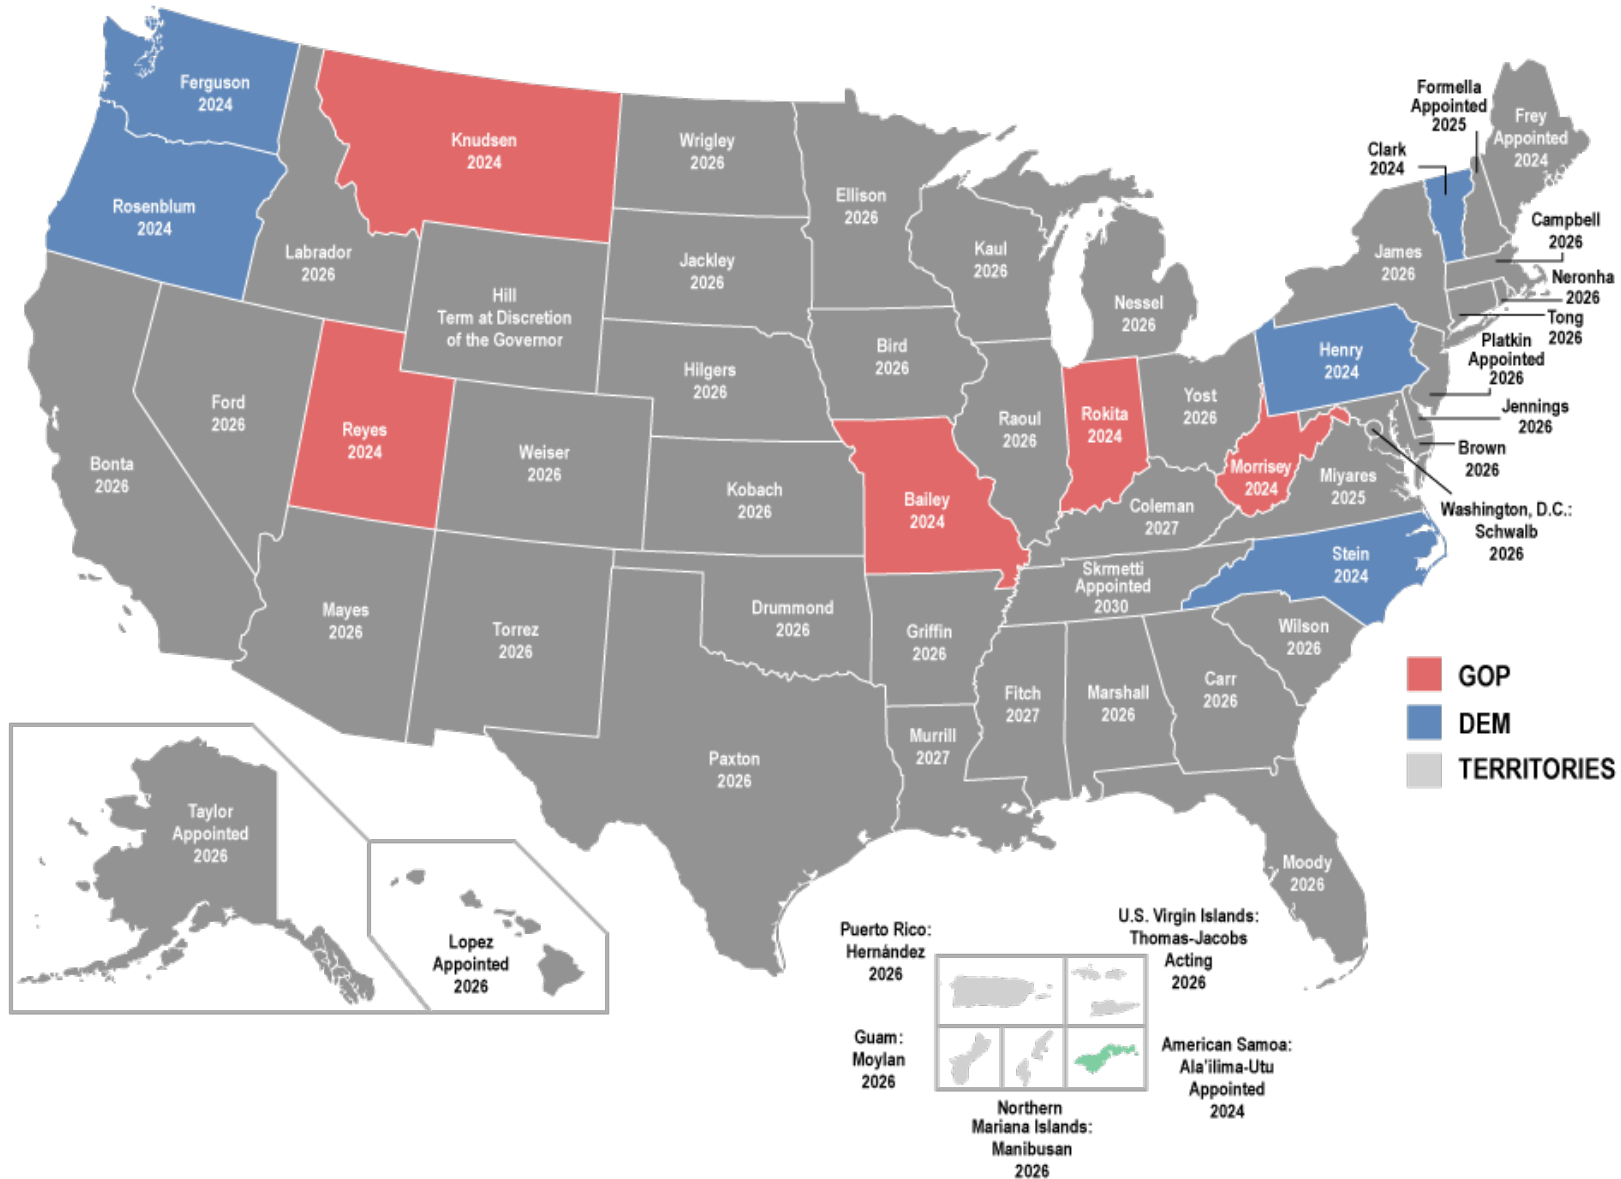 Ferguson
2024
Rosenblum
2024
Knudsen
2024
Labrador
2026
Hill
Term at Discretion
of the Governor
Wrigley
2026
Jackley
2026
Hilgers
2026
Ellison
2026
Kaul
2026
Nessel
2026
Bird
2026
Formella
Appointed
2025
Frey
Appointed
2024
Clark
2024
Campbell
2026
James
2026
Neronha
2026
Tong
2026
Platkin
Appointed
2026
Henry
2024
Jennings
2026
Brown
2026
Washington, D.C.:
Schwalb
2026
Bonta
2026
Ford
2026
Reyes
2024
Weiser
2026
Kobach
2026
Bailey
2024
Raoul
2026
Rokita
2024
Yost
2026
Morrisey
2024
Miyares
2025
Coleman
2027
Stein
2024
Skrmetti
Appointed
2030
Mayes
2026
Torrez
2026
Drummond
2026
Griffin
2026
Wilson
2026
Carr
2026
Marshall
2026
Fitch
2027
Murrill
2027
Paxton
2026
Moody
2026
GOP
DEM
TERRITORIES
Taylor
Appointed
2026
Lopez
Appointed
2026
Puerto Rico:
Hernández
2026
U.S. Virgin Islands:
Thomas-Jacobs
Acting
2026
Guam:
Moylan
2026
American Samoa:
Ala'ilima-Utu
Appointed
2024
Northern
Mariana Islands:
Manibusan
2026